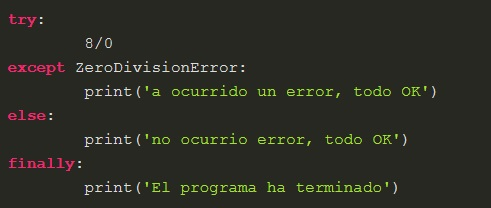 try:
        8/0
except ZeroDivisionError:
        print('a ocurrido un error, todo OK')
else:
        print('no ocurrio error, todo OK')
finally:
        print('El programa ha terminado')